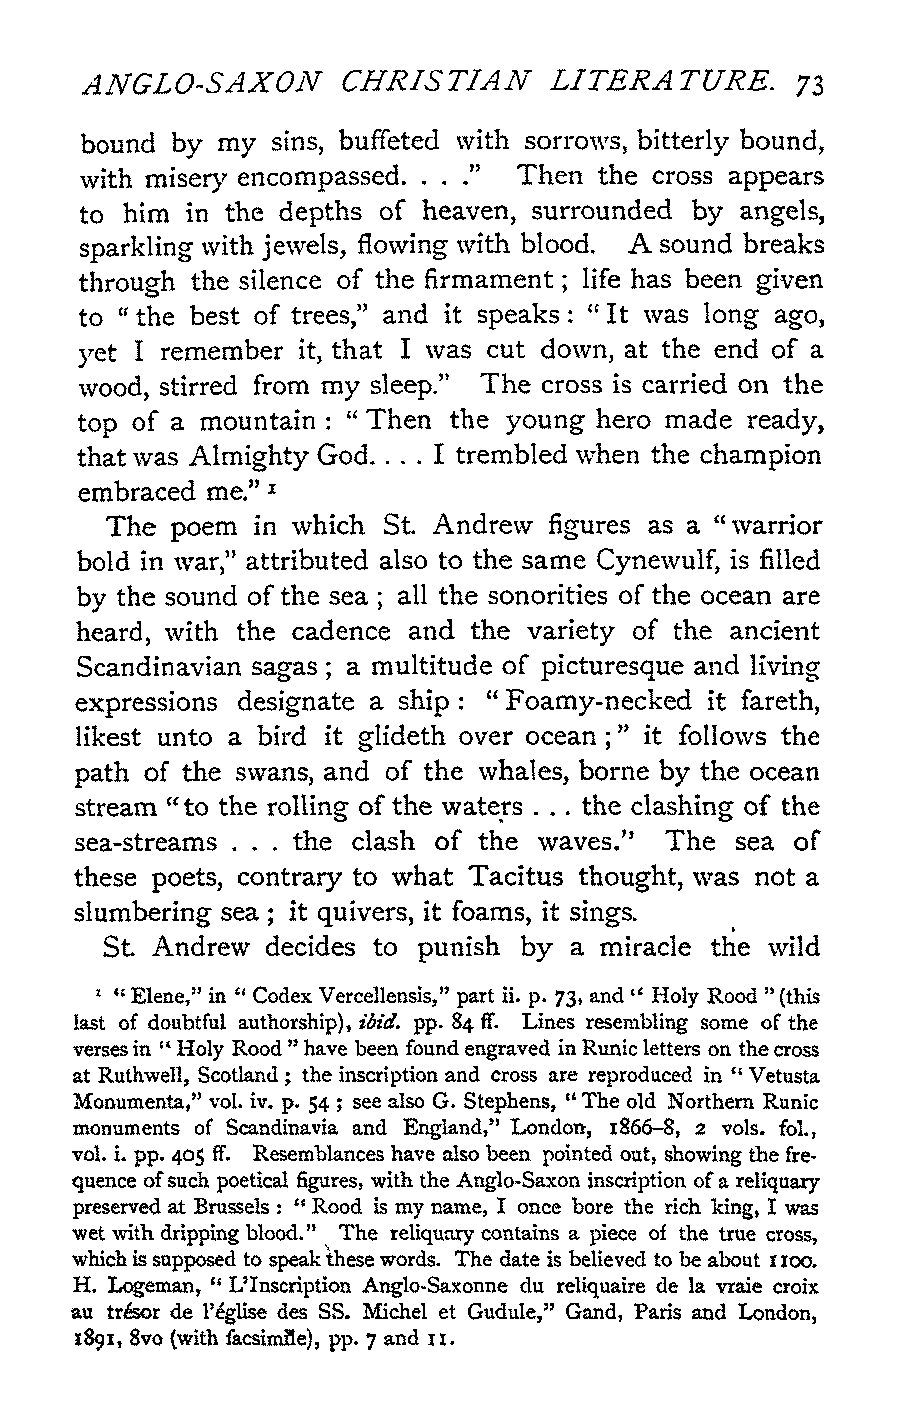 ANGLO-SAXON CHRISTIAN LITERATURE. 73
bound by my sins, buffeted with sorrows, bitterly bound,
with misery encompassed. . . .” Then the cross appears
to him in the depths of heaven, surrounded by angels,
sparkling with jewels, flowing with blood. A sound breaks
through the silence of the firmament ; life has been given
to “ the best of trees,” and it speaks : “ It was long ago,
yet I remember it, that I was cut down, at the end of a
wood, stirred from my sleep.” The cross is carried on the
top of a mountain : “ Then the young hero made ready,
that was Almighty God. . . . I trembled when the champion
embraced me.” ¹
The poem in which St. Andrew figures as a “ warrior
bold in war,” attributed also to the same Cynewulf, is filled
by the sound of the sea ; all the sonorities of the ocean are
heard, with the cadence and the variety of the ancient
Scandinavian sagas ; a multitude of picturesque and living
expressions designate a ship : “ Foamy-necked it fareth,
likest unto a bird it glideth over ocean ; ” it follows the
path of the swans, and of the whales, borne by the ocean
stream “ to the rolling of the waters . . . the clashing of the
sea-streams . . . the clash of the waves.” The sea of
these poets, contrary to what Tacitus thought, was not a
slumbering sea ; it quivers, it foams, it sings.
St. Andrew decides to punish by a miracle the wild
¹ “ Elene,” in “ Codex Vercellensis,” part ii. p. 73, and “ Holy Rood ” (this
last of doubtful authorship), ibid. pp. 84 ff. Lines resembling some of the
verses in “ Holy Rood ” have been found engraved in Runic letters on the cross
at Ruthwell, Scotland ; the inscription and cross are reproduced in “ Vetusta
Monumenta,” vol. iv. p. 54 ; see also G. Stephens, “ The old Northern Runic
monuments of Scandinavia and England,” London, 1866–8, 2 vols. fol.,
vol. i. pp. 405 ff. Resemblances have also been pointed out, showing the fre-
quence of such poetical figures, with the Anglo-Saxon inscription of a reliquary
preserved at Brussels : “ Rood is my name, I once bore the rich king, I was
wet with dripping blood.” The reliquary contains a piece of the true cross,
which is supposed to speak these words. The date is believed to be about 1100.
H. Logeman, “ L’Inscription Anglo-Saxonne du reliquaire de la vraie croix
au trésor de l’église des SS. Michel et Gudule,” Gand, Paris and London,
1891, 8vo (with facsimile), pp. 7 and 11.